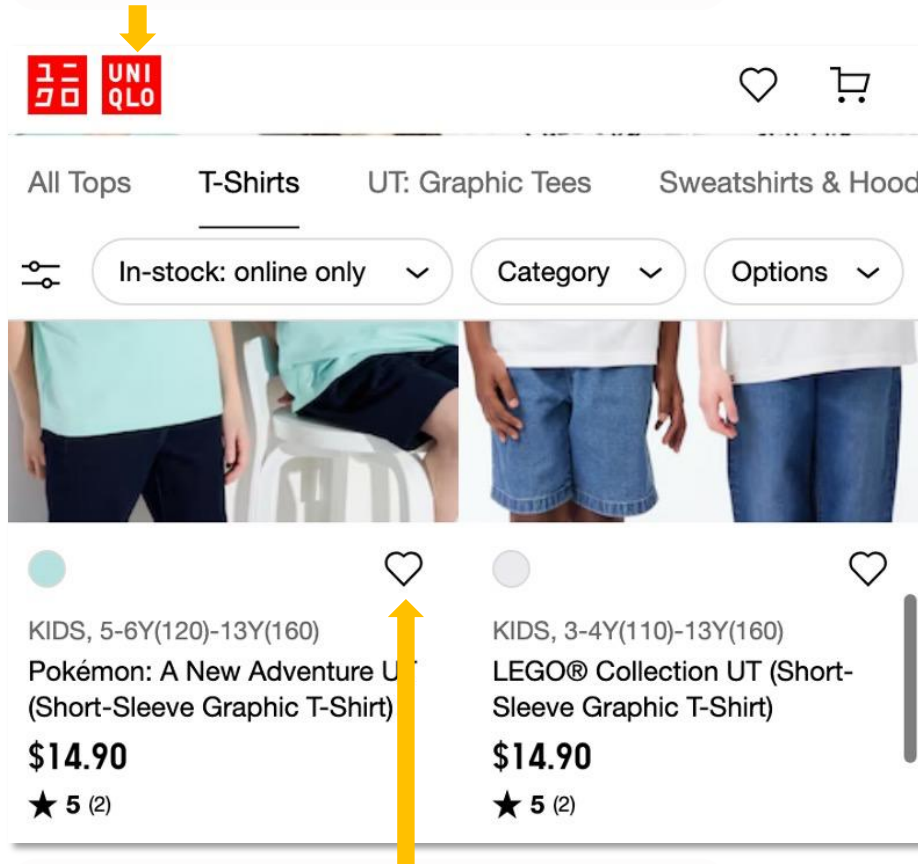 ユニ UNI
クロ QLO
All Tops T-Shirts UT: Graphic Tees Sweatshirts & Hood
In-stock: online only Category Options
KIDS, 5-6Y(120)-13Y(160)
Pokémon: A New Adventure UT
(Short-Sleeve Graphic T-Shirt)
$14.90
★ 5 (2)
KIDS, 3-4Y(110)-13Y(160)
LEGO® Collection UT (Short-
Sleeve Graphic T-Shirt)
$14.90
★ 5 (2)